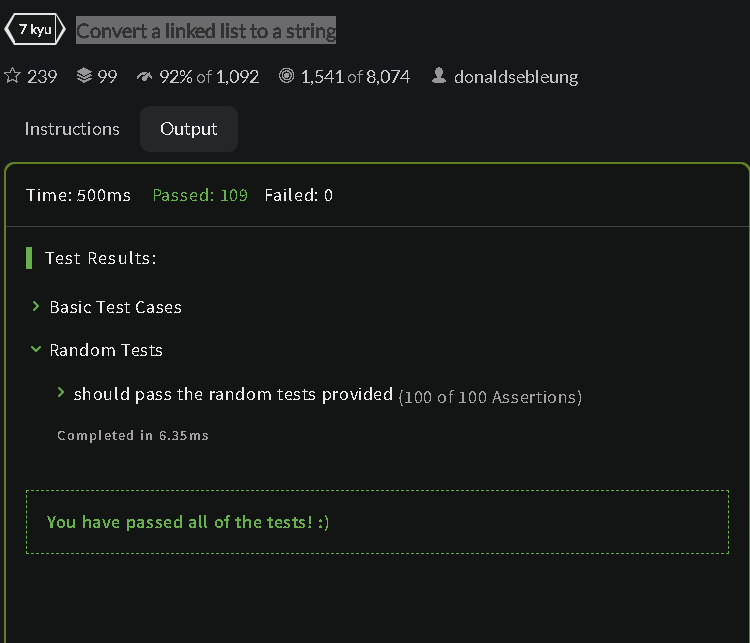 7 kyu Convert a linked list to a string
239 99 92% of 1,092 1,541 of 8,074 donaldsebleung
Instructions Output
Time: 500ms Passed: 109 Failed: 0
Test Results:
Basic Test Cases
Random Tests
should pass the random tests provided (100 of 100 Assertions)
Completed in 6.35ms
You have passed all of the tests! :)